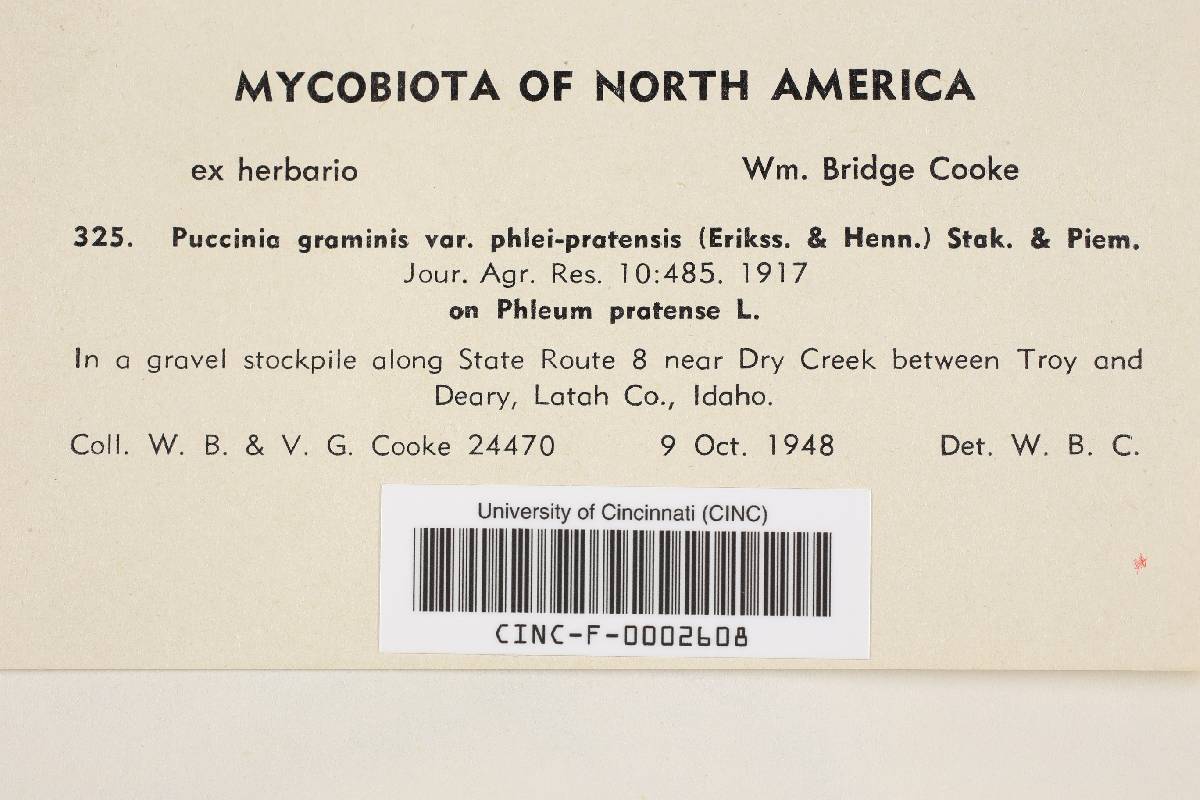 MYCOBIOTA OF NORTH AMERICA
ex herbario Wm. Bridge Cooke
325. Puccinia graminis var. phlei-pratensis (Erikss. & Henn.) Stak. & Piem.
Jour. Agr. Res. 10:485. 1917
on Phleum pratense L.
In a gravel stockpile along State Route 8 near Dry Creek between Troy and
Deary, Latah Co., Idaho.
Coll. W. B. & V. G. Cooke 24470 9 Oct. 1948 Det. W. B. C.
University of Cincinnati (CINC)
CINC-F-0002608